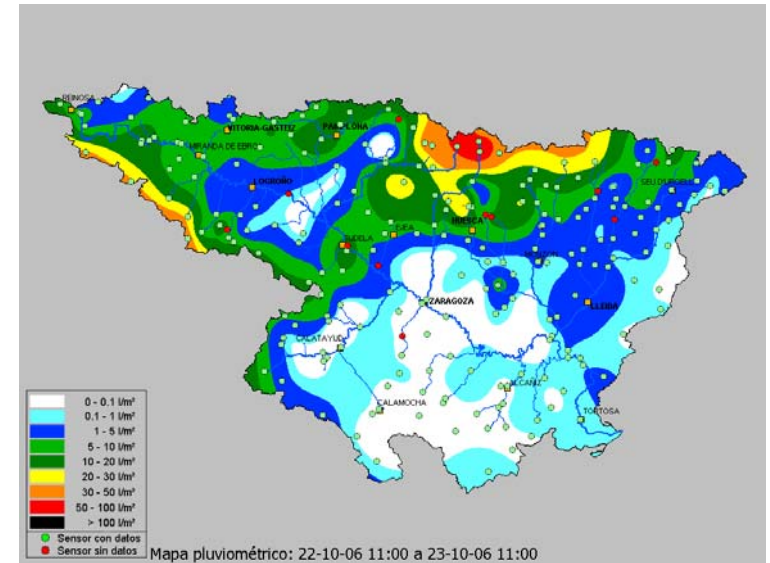 REINOSA
VITORIA-GASTEIZ
PAMPLONA
MIRANDA DE EBRO
LOGROÑO
SEU D'URGELL
HUESCA
EJEA
TUDELA
MONZON
ZARAGOZA
LLEIDA
CALATAYUD
ALCAÑIZ
CALAMOCHA
TORTOSA
0 - 0.1 l/m²
0,1 - 1 l/m²
1 - 5 l/m²
5 - 10 l/m²
10 - 20 l/m²
20 - 30 l/m²
30 - 50 l/m²
50 - 100 l/m²
> 100 l/m²
Sensor con datos
Sensor sin datos
Mapa pluviométrico: 22-10-06 11:00 a 23-10-06 11:00